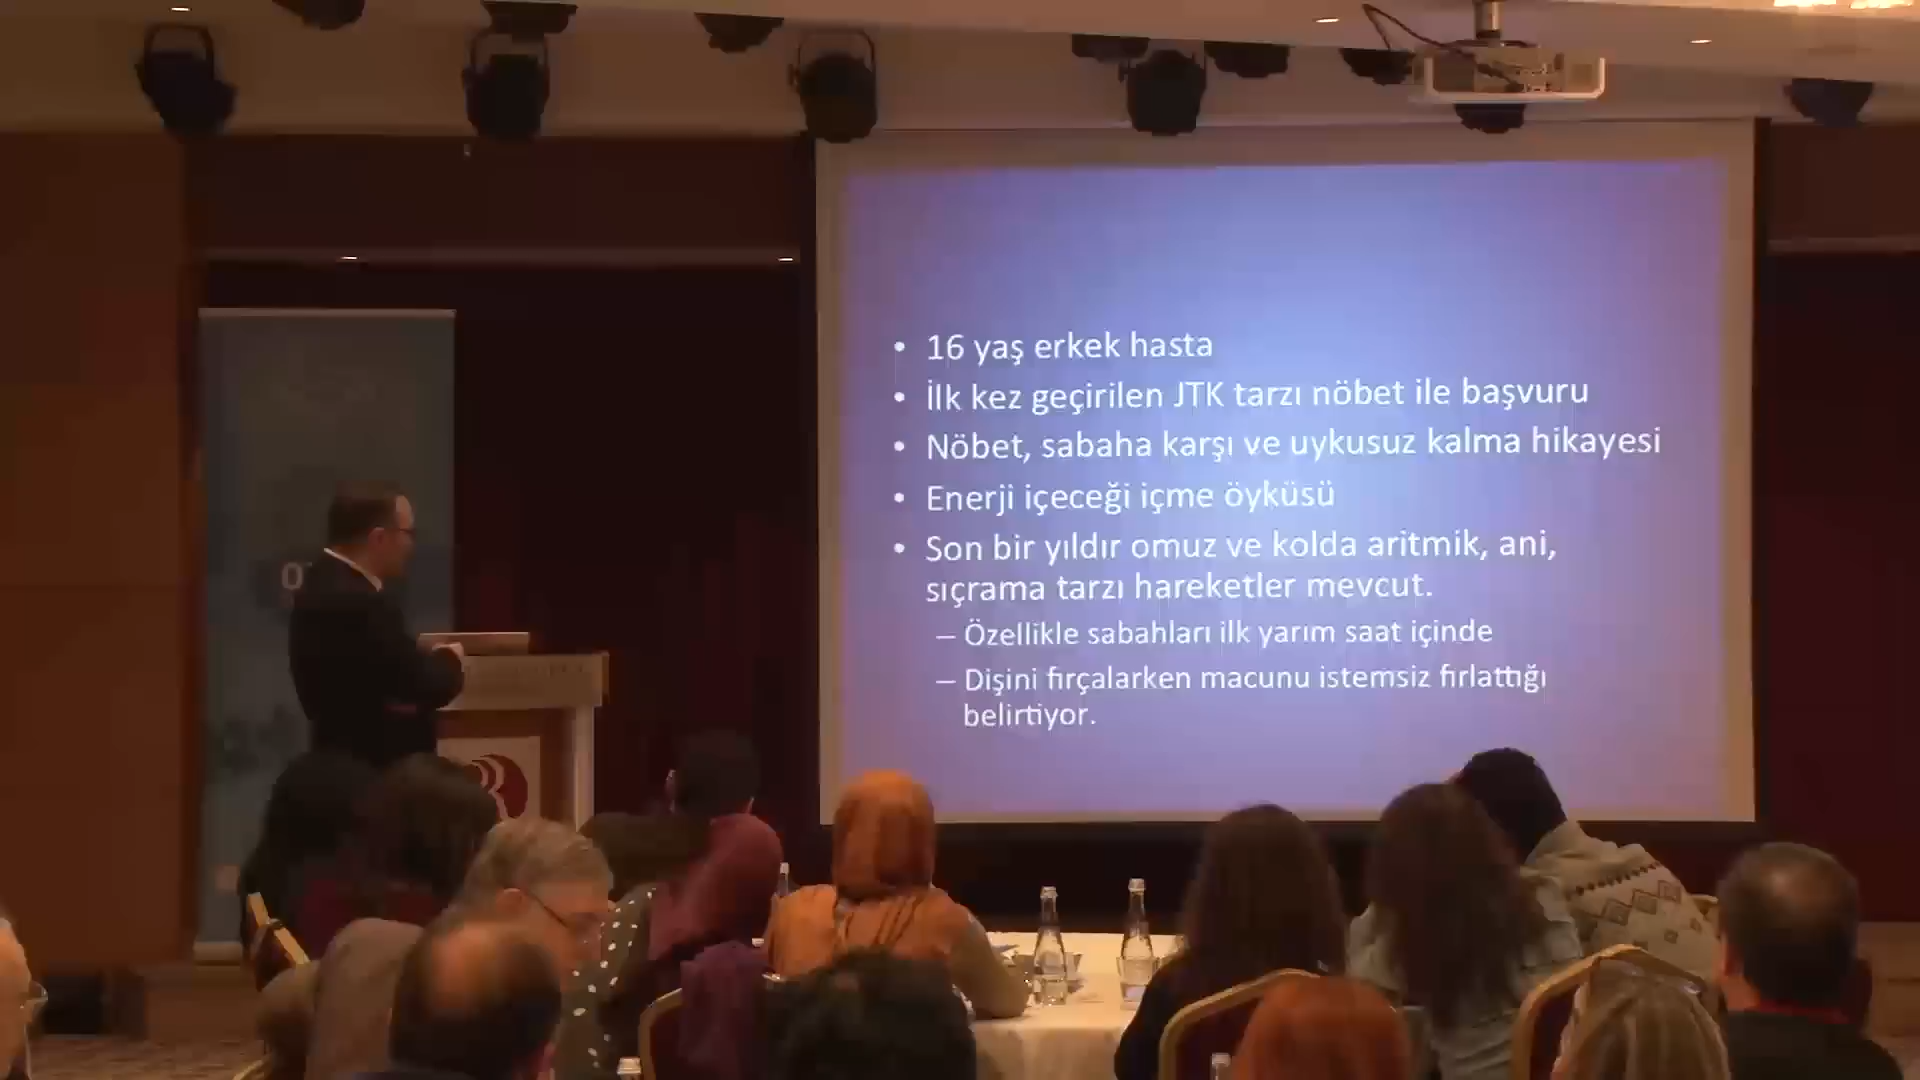 • 16 yaş erkek hasta
• İlk kez geçirilen JTK tarzı nöbet ile başvuru
• Nöbet, sabaha karşı ve uykusuz kalma hikayesi
• Enerji içeceği içme öyküsü
• Son bir yıldır omuz ve kolda aritmik, ani,
sıçrama tarzı hareketler mevcut.
– Özellikle sabahları ilk yarım saat içinde
– Dişini fırçalarken macunu istemsiz fırlattığı
belirtiyor.